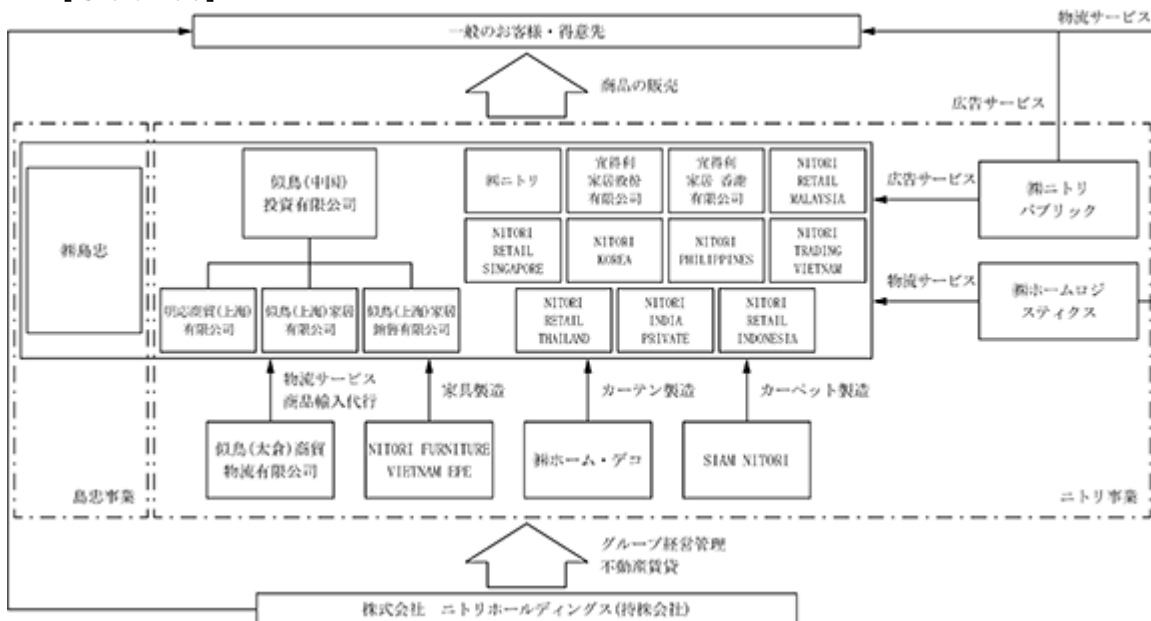 物流サービス
一般のお客様・得意先
商品の販売
広告サービス
似鳥(中国)
投資有限公司
㈱ニトリ
宜得利
家居股份
有限公司
宜得利
家居 香港
有限公司
NITORI
RETAIL
MALAYSIA
広告サービス
㈱ニトリ
パブリック
㈱島忠
NITORI
RETAIL
SINGAPORE
NITORI
KOREA
NITORI
PHILIPPINES
NITORI
TRADING
VIETNAM
物流サービス
㈱ホームロジ
スティクス
明応商貿(上海)
有限公司
似鳥(上海)家居
有限公司
似鳥(上海)家居
銷售有限公司
NITORI
RETAIL
THAILAND
NITORI
INDIA
PRIVATE
NITORI
RETAIL
INDONESIA
物流サービス
商品輸入代行
家具製造
カーテン製造
カーペット製造
似鳥(太倉)商貿
物流有限公司
NITORI FURNITURE
VIETNAM EPE
㈱ホーム・デコ
SIAM NITORI
島忠事業
ニトリ事業
グループ経営管理
不動産賃貸
株式会社 ニトリホールディングス(持株会社)